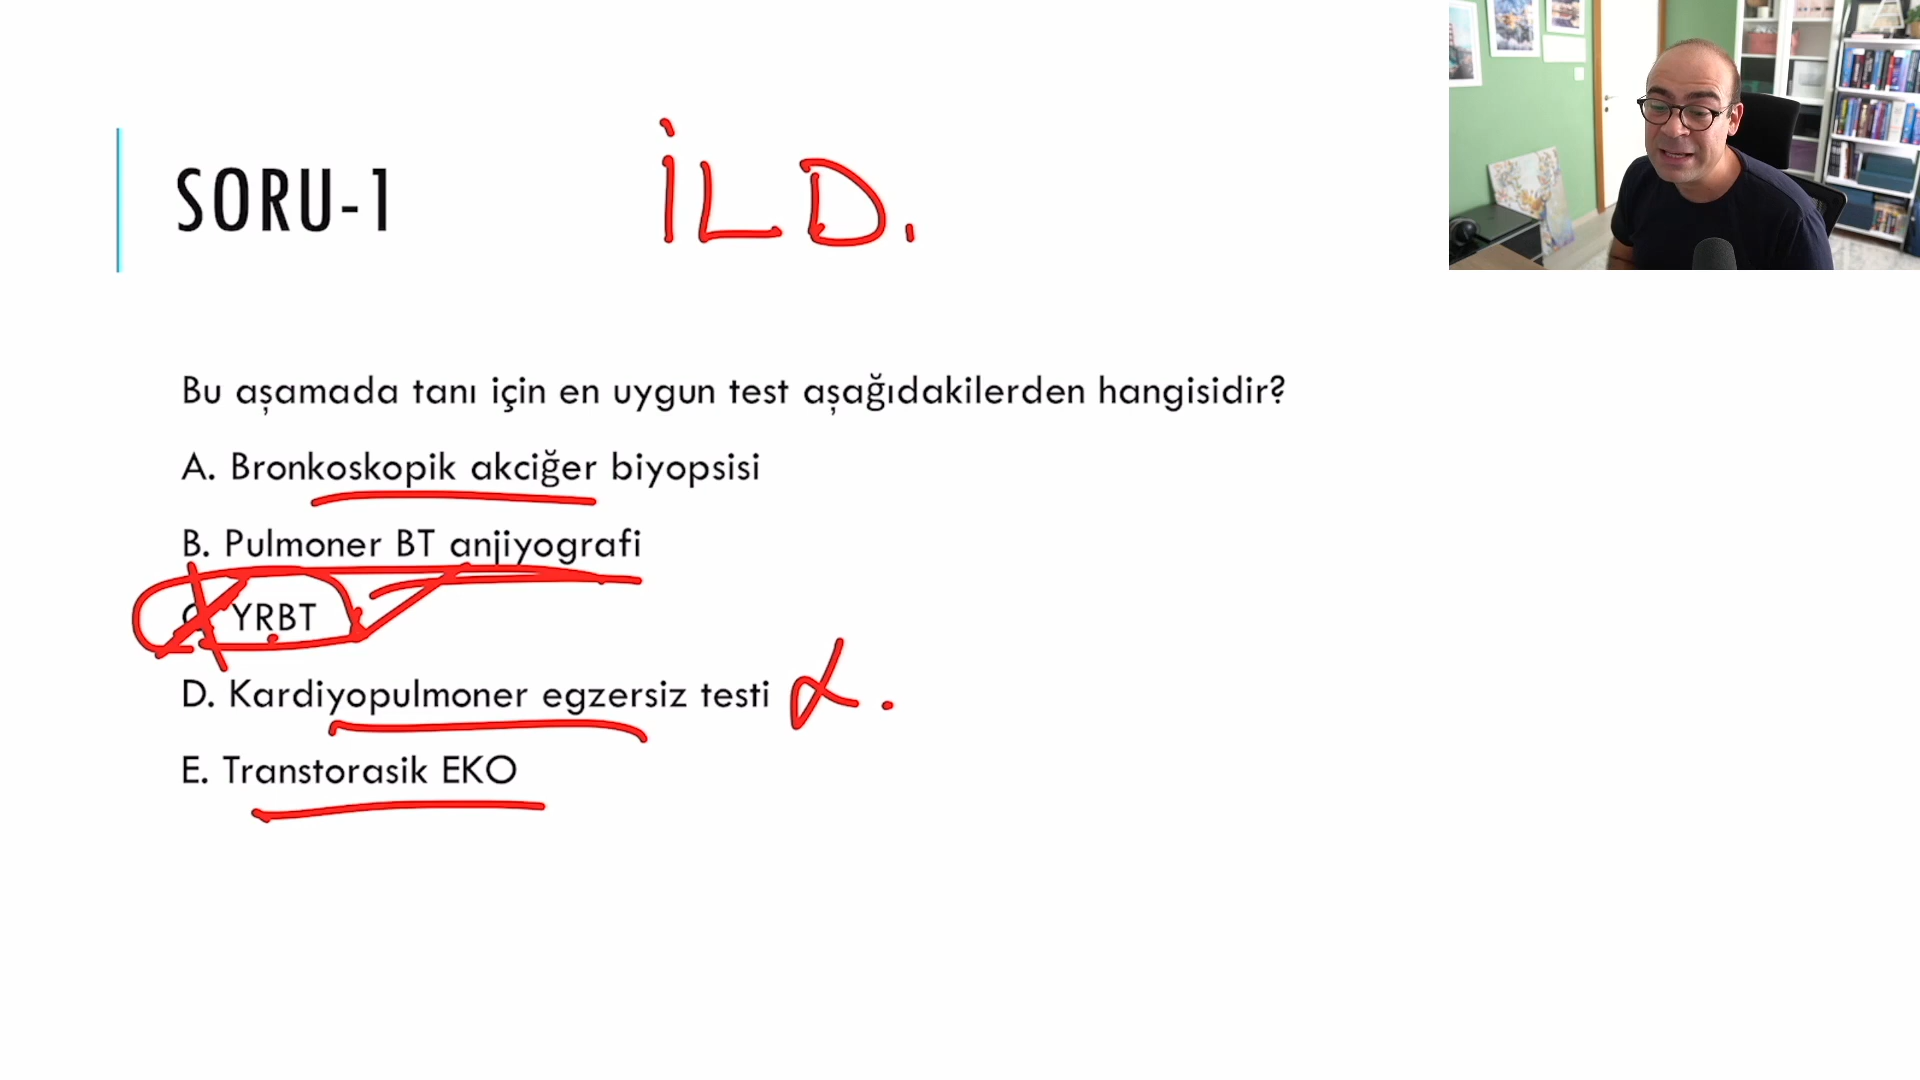 SORU-1
İLD.
Bu aşamada tanı için en uygun test aşağıdakilerden hangisidir?
A. Bronkoskopik akciğer biyopsisi
B. Pulmoner BT anjiyografi
C. YRBT
D. Kardiyopulmoner egzersiz testi
E. Transtorasik EKO